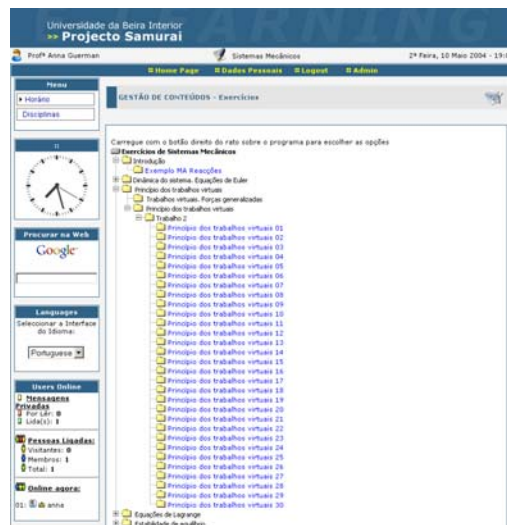 Universidade da Beira Interior
>> Projecto Samurai
Profª Anna Guerman
Sistemas Mecânicos
2ª Feira, 10 Maio 2004 - 19:
Home Page
Dados Pessoais
Logout
Admin
Menu
Horário
Disciplinas
GESTÃO DE CONTEÚDOS - Exercícios
Carregue com o botão direito do rato sobre o programa para escolher as opções
Exercícios de Sistemas Mecânicos
Introdução
Exemplo MA Reacções
Dinâmica do sistema. Equações de Euler
Princípio dos trabalhos virtuais
Trabalhos virtuais. Forças generalizadas
Princípio dos trabalhos virtuais
Trabalho 2
Princípio dos trabalhos virtuais 01
Princípio dos trabalhos virtuais 02
Princípio dos trabalhos virtuais 03
Princípio dos trabalhos virtuais 04
Princípio dos trabalhos virtuais 05
Princípio dos trabalhos virtuais 06
Princípio dos trabalhos virtuais 07
Princípio dos trabalhos virtuais 08
Princípio dos trabalhos virtuais 09
Princípio dos trabalhos virtuais 10
Princípio dos trabalhos virtuais 11
Princípio dos trabalhos virtuais 12
Princípio dos trabalhos virtuais 13
Princípio dos trabalhos virtuais 14
Princípio dos trabalhos virtuais 15
Princípio dos trabalhos virtuais 16
Princípio dos trabalhos virtuais 17
Princípio dos trabalhos virtuais 18
Princípio dos trabalhos virtuais 19
Princípio dos trabalhos virtuais 20
Princípio dos trabalhos virtuais 21
Princípio dos trabalhos virtuais 22
Princípio dos trabalhos virtuais 23
Princípio dos trabalhos virtuais 24
Princípio dos trabalhos virtuais 25
Princípio dos trabalhos virtuais 26
Princípio dos trabalhos virtuais 27
Princípio dos trabalhos virtuais 28
Princípio dos trabalhos virtuais 29
Princípio dos trabalhos virtuais 30
Equações de Lagrange
Estabilidade de equilíbrio
Procurar na Web
Google
Languages
Seleccionar a Interface
do Idioma:
Portuguese
Users Online
Mensagens
Privadas
Por Lêr: 0
Lida(s): 1
Pessoas Ligadas:
Visitantes: 0
Membros: 1
Total: 1
Online agora:
01: anna